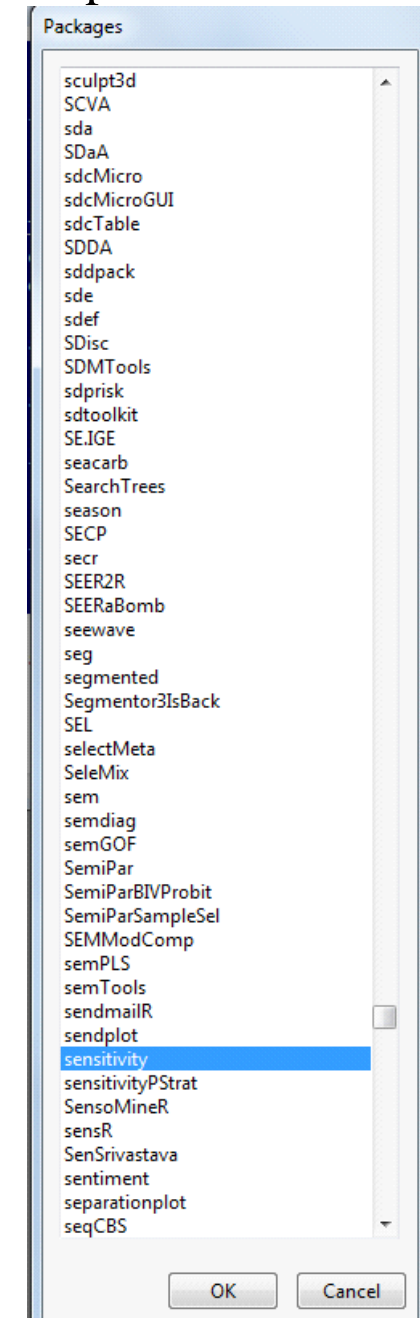 Packages
sculpt3d
SCVA
sda
SDaA
sdcMicro
sdcMicroGUI
sdcTable
SDDA
sddpack
sde
sdef
SDisc
SDMTools
sdprisk
sdtoolkit
SE.IGE
seacarb
SearchTrees
season
SECP
secr
SEER2R
SEERaBomb
seewave
seg
segmented
Segmentor3IsBack
SEL
selectMeta
SeleMix
sem
semdiag
semGOF
SemiPar
SemiParBIVProbit
SemiParSampleSel
SEMModComp
semPLS
semTools
sendmailR
sendplot
sensitivity
sensitivityPStrat
SensoMineR
sensR
SenSrivastava
sentiment
separationplot
seqCBS
OK Cancel